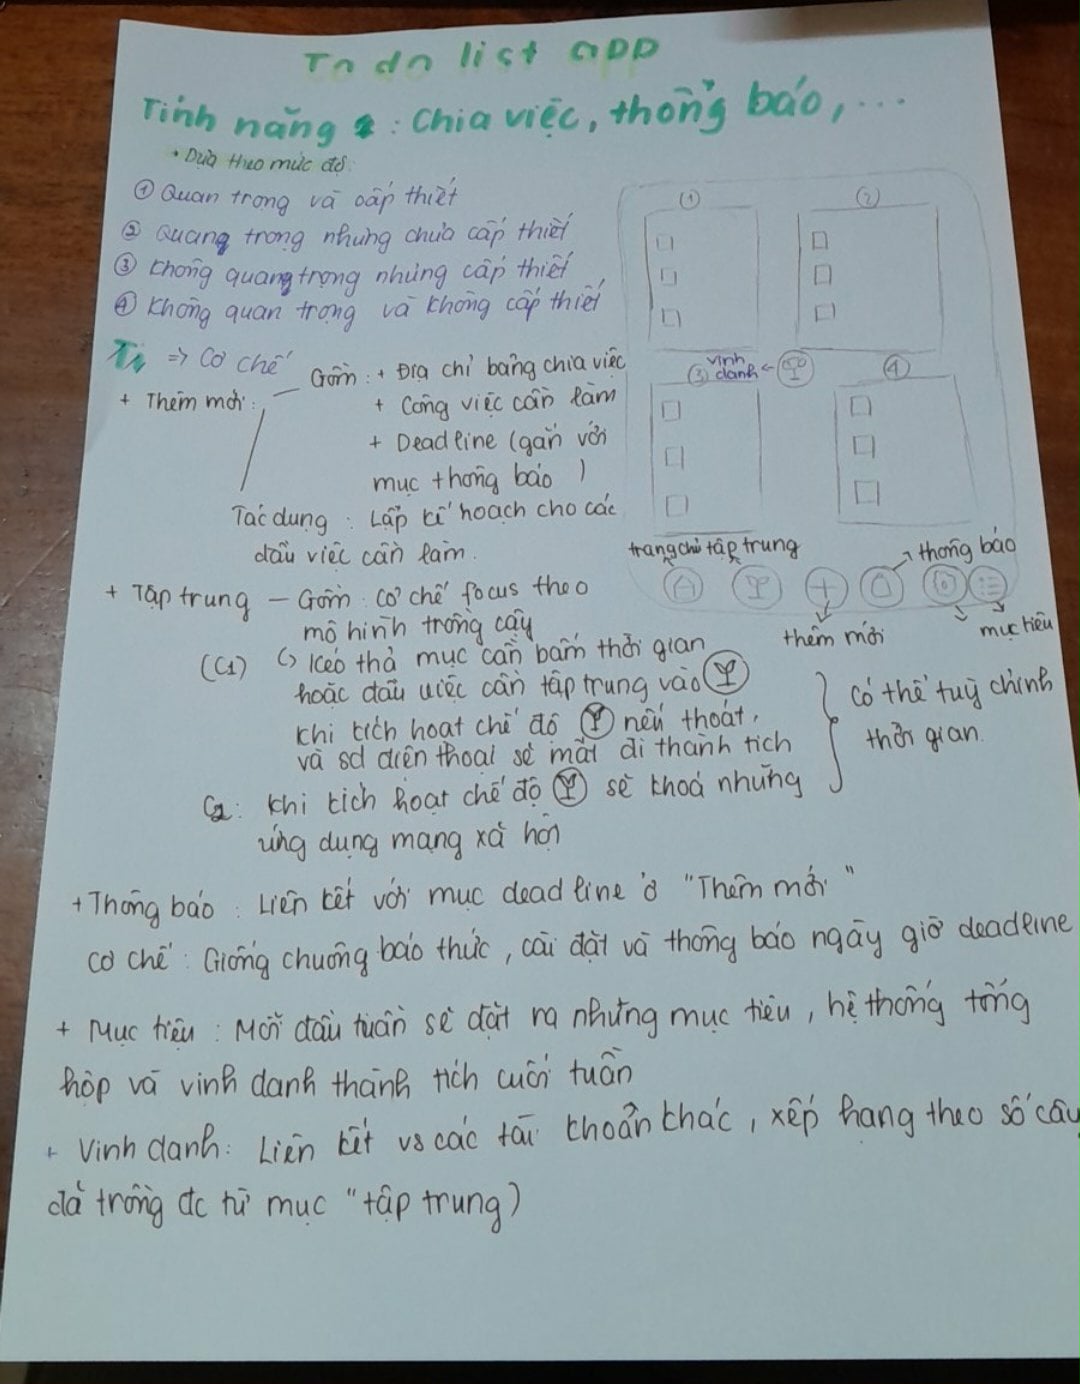 To do list app
Tính năng : Chia việc, thông báo, ...
• Dựa theo mức độ:
① Quan trọng và cấp thiết
② Quang trọng nhưng chưa cấp thiết
③ Không quang trọng nhưng cấp thiết
④ Không quan trọng và không cấp thiết
(1)
(2)
vinh
③ danh ←
④
=> Cơ chế
+ Thêm mới:
Gồm : + Địa chỉ bảng chia việc
+ Công việc cần làm
+ Deadline (gắn với
mục thông báo )
Tác dụng : Lập kế hoạch cho các
đầu việc cần làm.
trang chủ tập trung
thông báo
thêm mới
mục tiêu
+ Tập trung — Gồm: cơ chế focus theo
mô hình trồng cây
(C1) ↳ Kéo thả mục cần bấm thời gian
hoặc đầu việc cần tập trung vào
khi kích hoạt chế độ nếu thoát,
và sd điện thoại sẽ mất đi thành tích
C2: Khi kích hoạt chế độ sẽ khoá những
ứng dụng mạng xã hội
Có thể tuỳ chỉnh
thời gian.
+ Thông báo : Liên kết với mục deadline ở "Thêm mới"
Cơ chế : Giống chuông báo thức, cài đặt và thông báo ngày giờ deadline
+ Mục tiêu : Mỗi đầu tuần sẽ đặt ra những mục tiêu, hệ thống tổng
hợp và vinh danh thành tích cuối tuần
+ Vinh danh: Liên kết vs các tài khoản khác, xếp hạng theo số cây
đã trồng đc từ mục "tập trung)